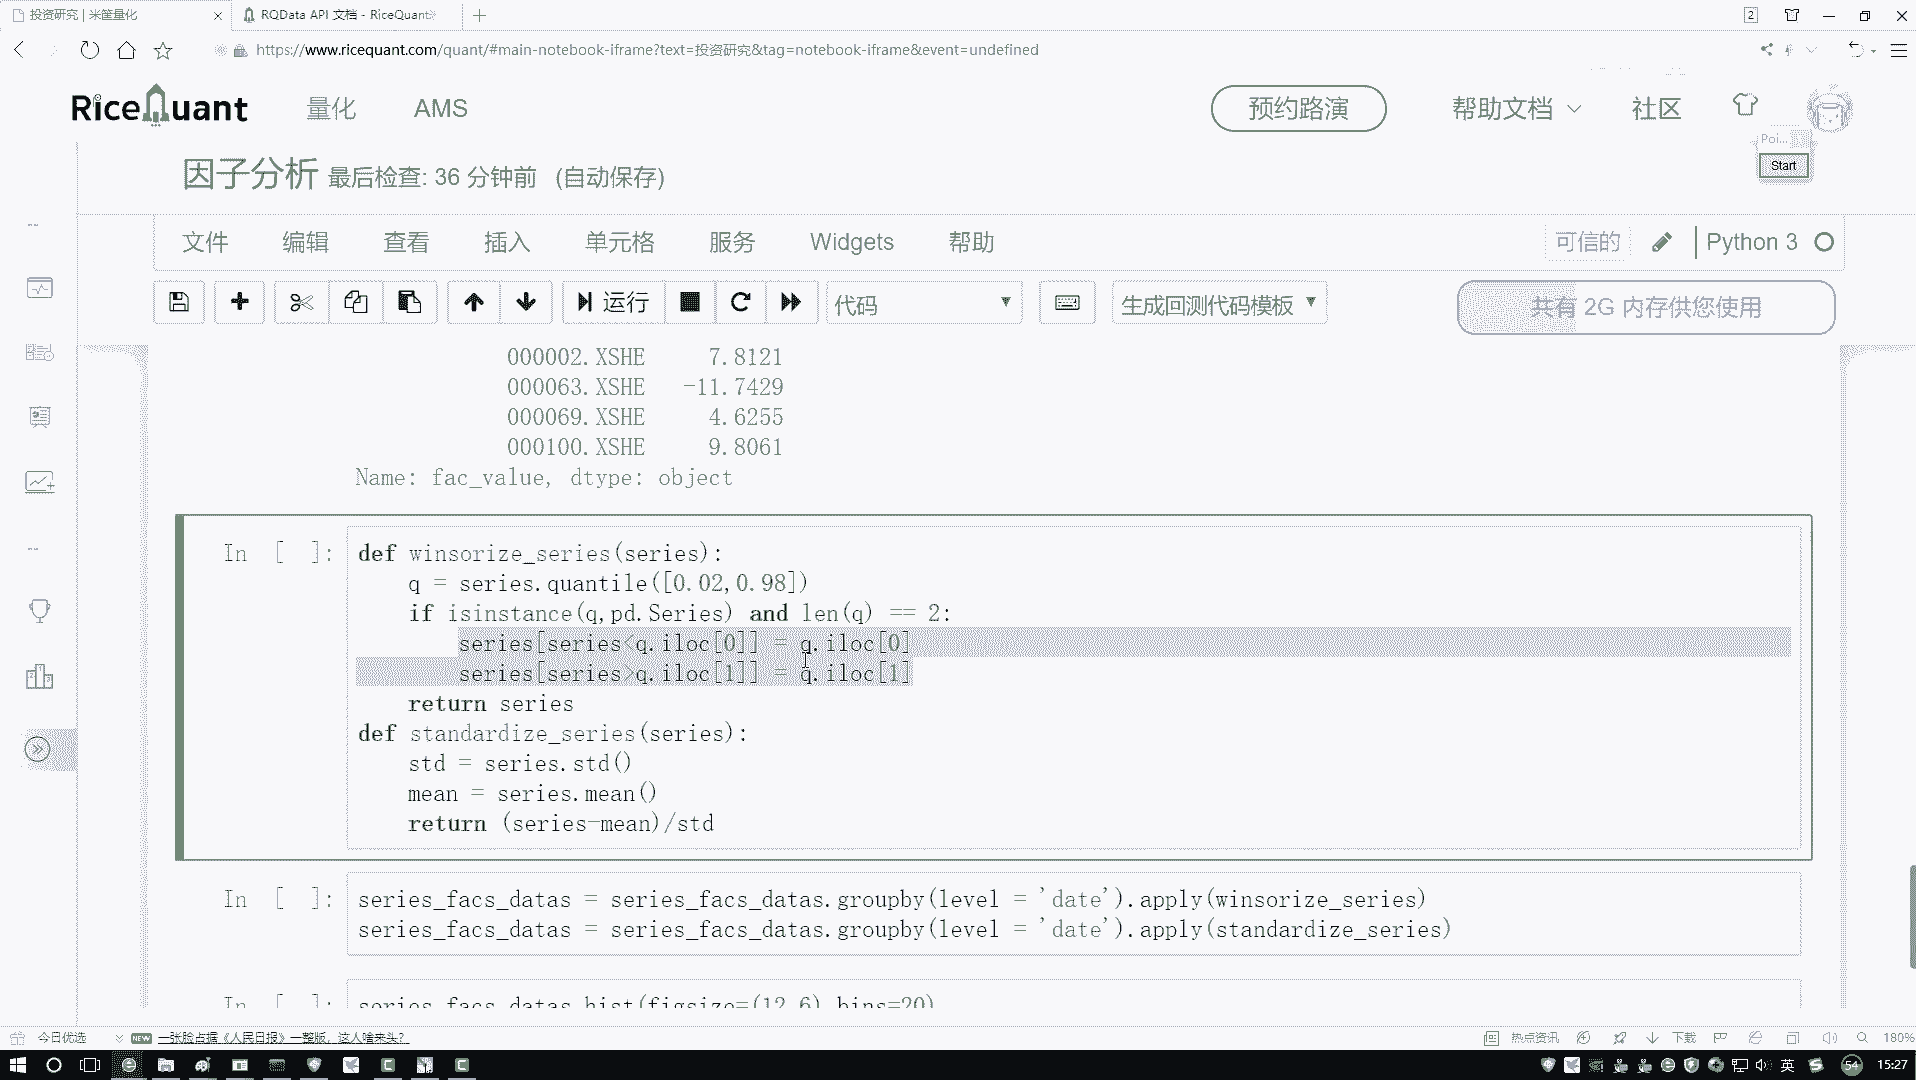 投资研究 | 米筐量化
RQData API 文档 - RiceQuant
2
https://www.ricequant.com/quant/#main-notebook-iframe?text=投资研究&tag=notebook-iframe&event=undefined
RiceQuant
量化
AMS
预约路演
帮助文档
社区
Poi...
Start
因子分析 最后检查: 36 分钟前 (自动保存)
文件
编辑
查看
插入
单元格
服务
Widgets
帮助
可信的
Python 3
运行
代码
生成回测代码模板
共有 2G 内存供您使用
000002.XSHE 7.8121
000063.XSHE -11.7429
000069.XSHE 4.6255
000100.XSHE 9.8061
Name: fac_value, dtype: object
In [ ]:
def winsorize_series(series):
q = series.quantile([0.02,0.98])
if isinstance(q,pd.Series) and len(q) == 2:
series[series<q.iloc[0]] = q.iloc[0]
series[series>q.iloc[1]] = q.iloc[1]
return series
def standardize_series(series):
std = series.std()
mean = series.mean()
return (series-mean)/std
In [ ]:
series_facs_datas = series_facs_datas.groupby(level = 'date').apply(winsorize_series)
series_facs_datas = series_facs_datas.groupby(level = 'date').apply(standardize_series)
In [ ]:
series_facs_datas.hist(figsize=(12,6),bins=20)
今日优选
NEW
一张脸占据《人民日报》一整版，这人啥来头?
热点资讯
下载
180%
英
54
15:27